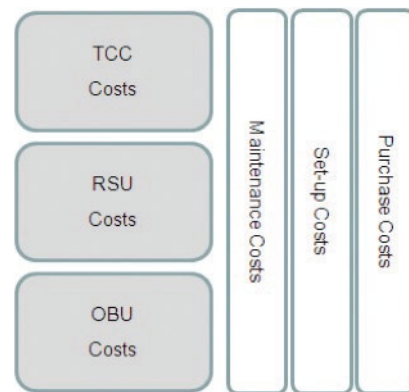 TCC
Costs
RSU
Costs
OBU
Costs
Maintenance Costs
Set-up Costs
Purchase Costs